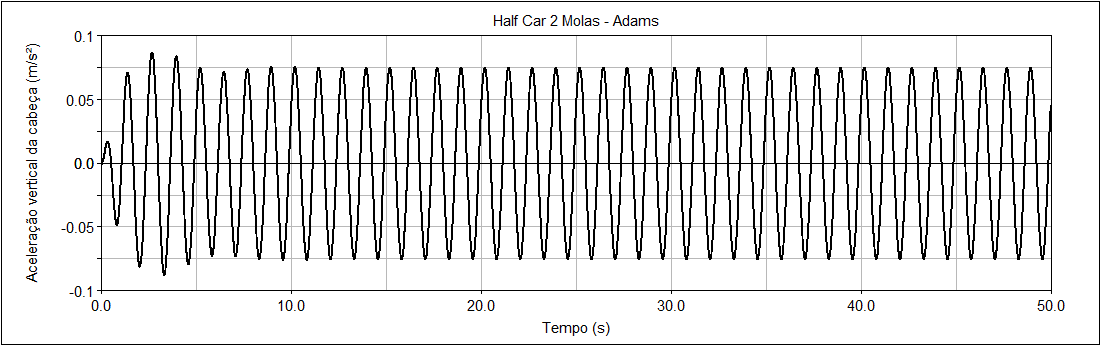 Half Car 2 Molas - Adams
Aceleração vertical da cabeça (m/s²)
0.1
0.05
0.0
-0.05
-0.1
0.0 10.0 20.0 30.0 40.0 50.0
Tempo (s)